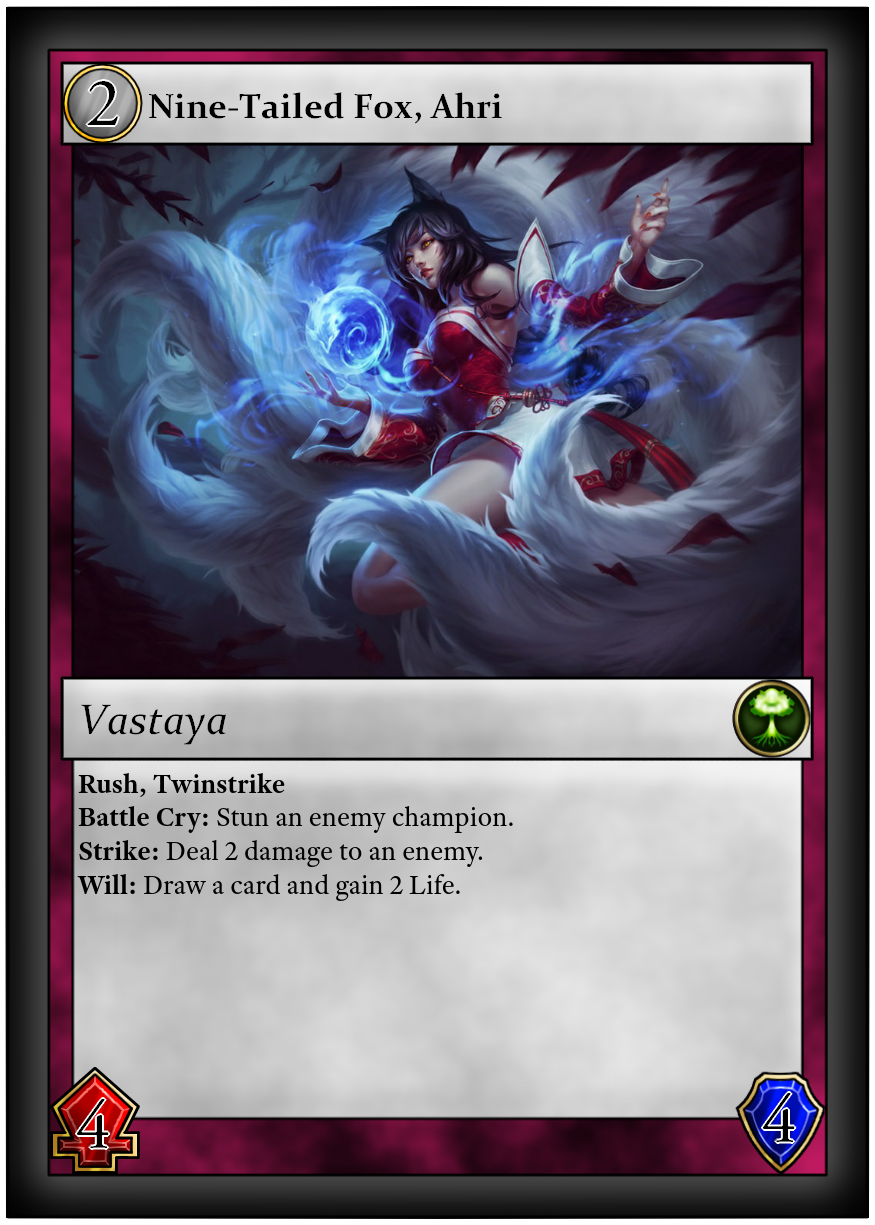 2 Nine-Tailed Fox, Ahri
Vastaya
Rush, Twinstrike
Battle Cry: Stun an enemy champion.
Strike: Deal 2 damage to an enemy.
Will: Draw a card and gain 2 Life.
4 4